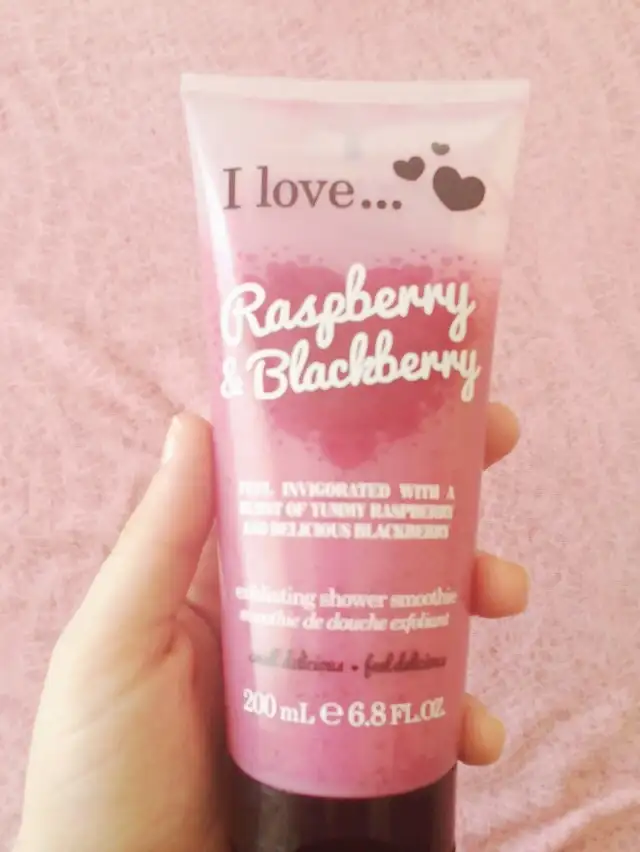 I love...
Raspberry
& Blackberry
FEEL INVIGORATED WITH A
BURST OF YUMMY RASPBERRY
AND DELICIOUS BLACKBERRY
exfoliating shower smoothie
smoothie de douche exfoliant
smell delicious • feel delicious
200 mL ℮ 6.8 FL.OZ.